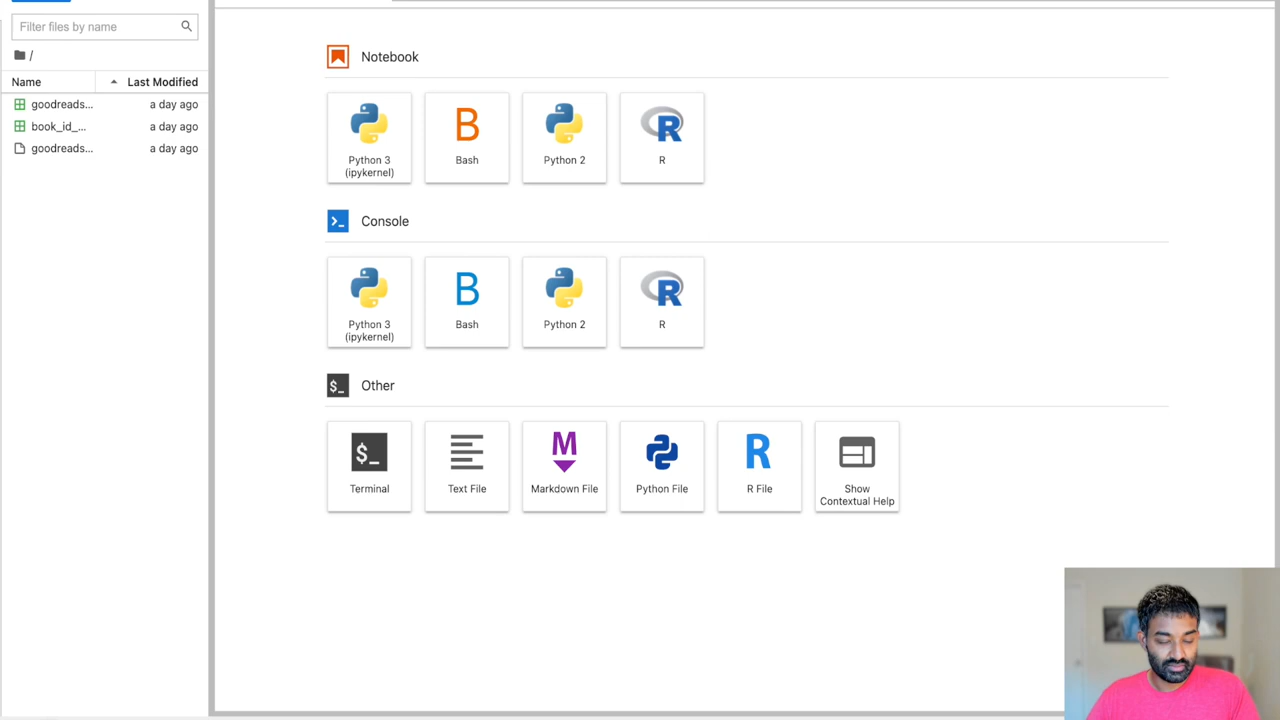 Filter files by name
/
Name Last Modified
goodreads... a day ago
book_id_... a day ago
goodreads... a day ago
Notebook
Python 3 (ipykernel)
B
Bash
Python 2
R
R
Console
Python 3 (ipykernel)
B
Bash
Python 2
R
R
$_ Other
$_
Terminal
Text File
M
Markdown File
Python File
R
R File
Show Contextual Help